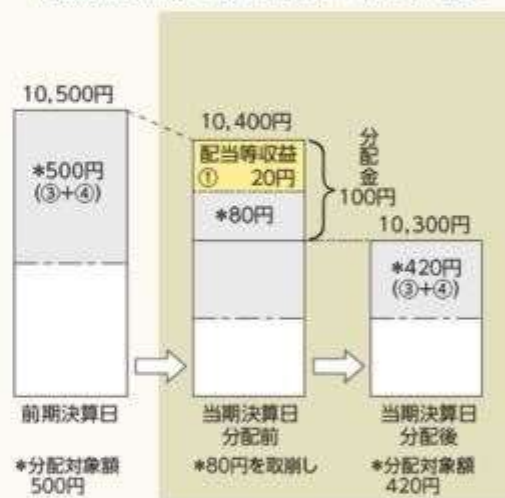 10,500円
*500円
(③+④)
前期決算日
*分配対象額
500円
10,400円
配当等収益
① 20円
*80円
分配金
100円
当期決算日
分配前
*80円を取崩し
10,300円
*420円
(③+④)
当期決算日
分配後
*分配対象額
420円